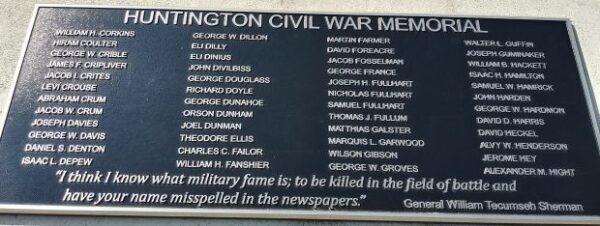 HUNTINGTON CIVIL WAR MEMORIAL
WILLIAM H. CORKINS
HIRAM COULTER
GEORGE W. CRIBLE
JAMES F. CRIPLIVER
JACOB I. CRITES
LEVI CROUSE
ABRAHAM CRUM
JACOB W. CRUM
JOSEPH DAVIES
GEORGE W. DAVIS
DANIEL S. DENTON
ISAAC L. DEPEW
GEORGE W. DILLON
ELI DILLY
ELI DINIUS
JOHN DIVILBISS
GEORGE DOUGLASS
RICHARD DOYLE
GEORGE DUNAHOE
ORSON DUNHAM
JOEL DUNMAN
THEODORE ELLIS
CHARLES C. FAILOR
WILLIAM H. FANSHIER
MARTIN FARMER
DAVID FOREACRE
JACOB FOSSELMAN
GEORGE FRANCE
JOSEPH H. FULLHART
NICHOLAS FULLHART
SAMUEL FULLHART
THOMAS J. FULLUM
MATTHIAS GALSTER
MARQUIS L. GARWOOD
WILSON GIBSON
GEORGE W. GROVES
WALTER L. GUFFIN
JOSEPH GUMINAKER
WILLIAM B. HACKETT
ISAAC H. HAMILTON
SAMUEL W. HAMRICK
JOHN HARDEN
GEORGE W. HARDMON
DAVID D. HARRIS
DAVID HECKEL
ALVY W. HENDERSON
JEROME HEY
ALEXANDER M. HIGHT
"I think I know what military fame is; to be killed in the field of battle and
have your name misspelled in the newspapers."
General William Tecumseh Sherman